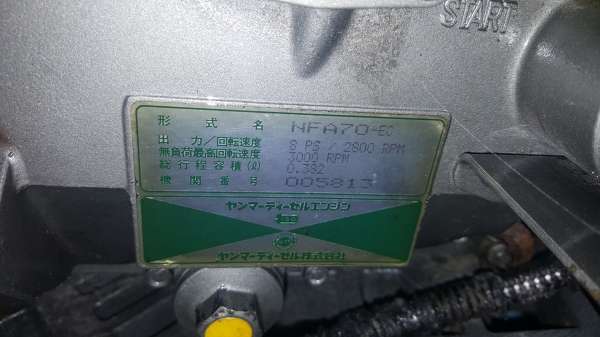 START
形式名 NFA70-EC
出力/回転速度 8 PS / 2800 RPM
無負荷最高回転速度 3000 RPM
総行程容積(ℓ) 0.382
機関番号 005813
ヤンマーディーゼルエンジン
ヤンマーディーゼル株式會社